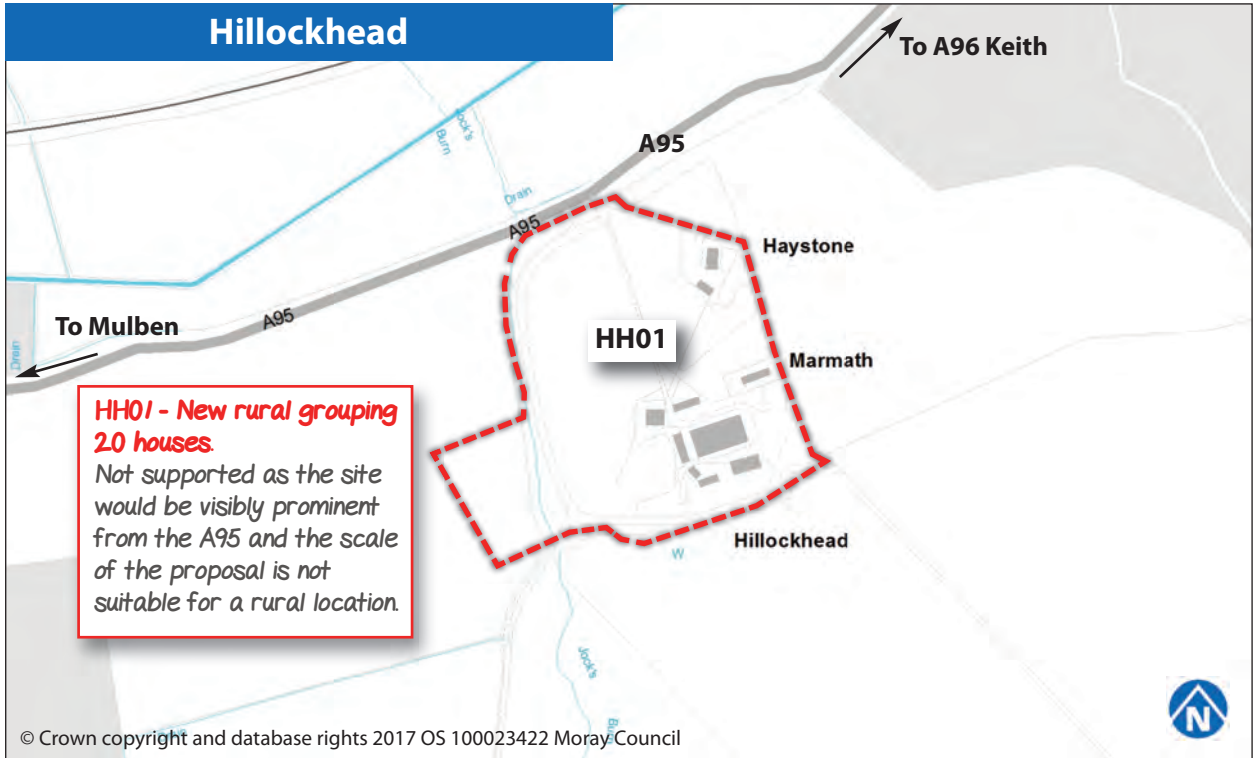 Hillockhead
To A96 Keith
Jock's
Burn
A95
Drain
A95
Haystone
To Mulben
A95
HH01
Drain
Marmath
HH01 - New rural grouping
20 houses.
Not supported as the site
would be visibly prominent
from the A95 and the scale
of the proposal is not
suitable for a rural location.
Hillockhead
W
Jock's
Burn
N
© Crown copyright and database rights 2017 OS 100023422 Moray Council